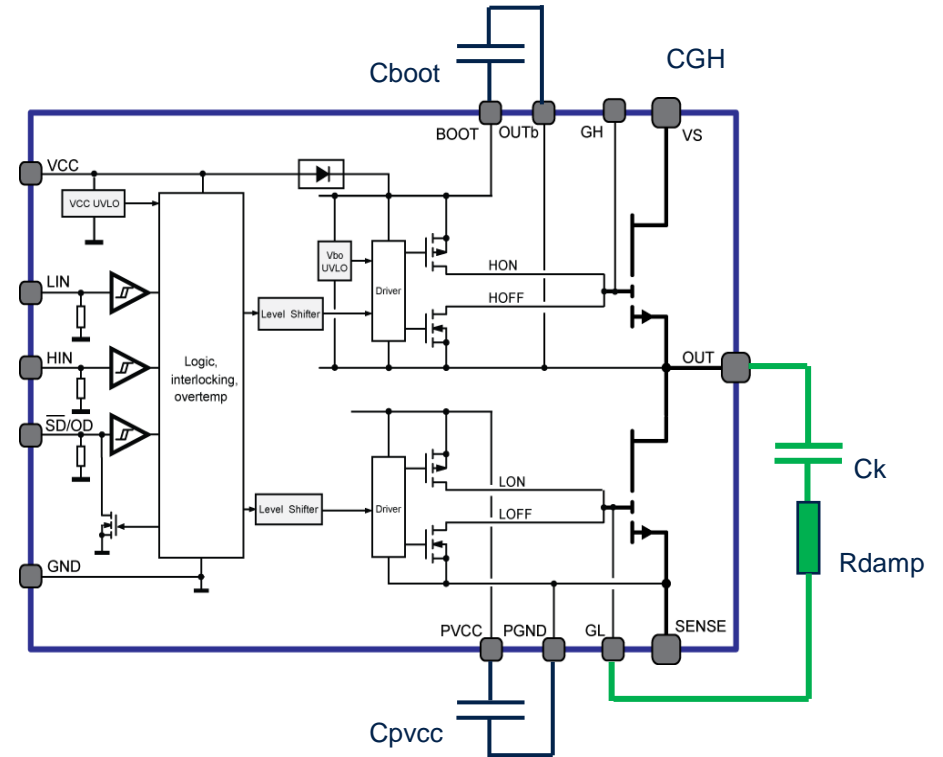 Cboot
CGH
BOOT
OUTb
GH
VS
VCC
VCC UVLO
Vbo
UVLO
Driver
HON
HOFF
LIN
Level Shifter
HIN
Logic,
interlocking,
overtemp
OUT
SD/OD
Ck
LON
Level Shifter
Driver
LOFF
Rdamp
GND
PVCC
PGND
GL
SENSE
Cpvcc